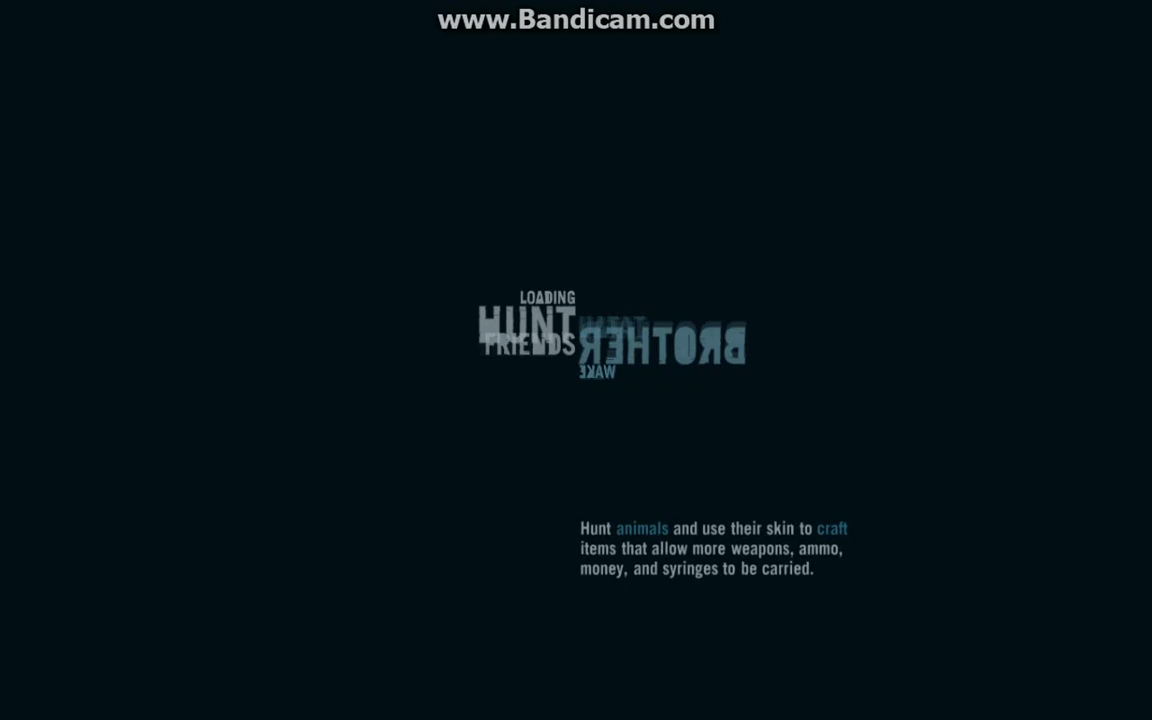 www.Bandicam.com
LOADING
HUNT
FRIENDS
BROTHER
WAKE
Hunt animals and use their skin to craft
items that allow more weapons, ammo,
money, and syringes to be carried.